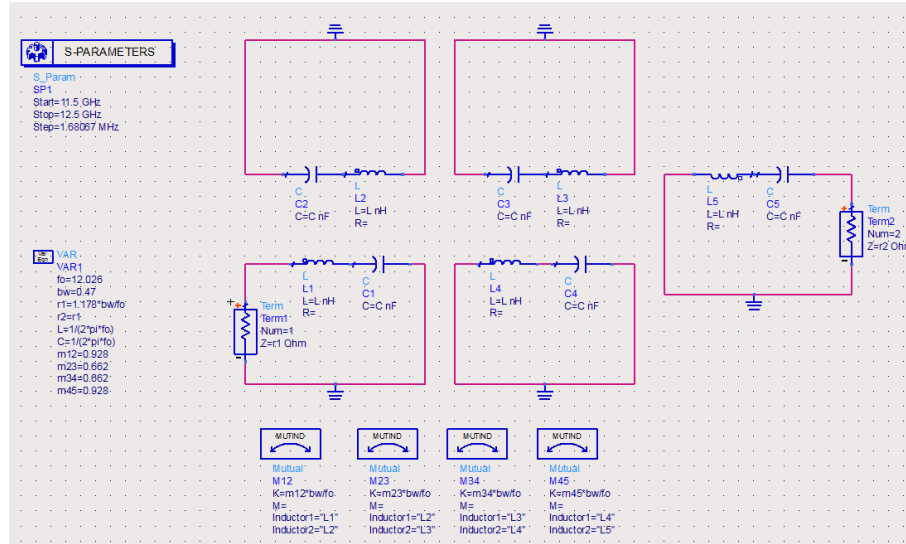 S-PARAMETERS
S_Param
SP1
Start=11.5 GHz
Stop=12.5 GHz
Step=1.68067 MHz
C
C2
C=C nF
L
L2
L=L nH
R=
C
C3
C=C nF
L
L3
L=L nH
R=
L
L5
L=L nH
R=
C
C5
C=C nF
Term
Term2
Num=2
Z=r2 Ohm
Var
Eqn
VAR
VAR1
fo=12.026
bw=0.47
r1=1.178*bw/fo
r2=r1
L=1/(2*pi*fo)
C=1/(2*pi*fo)
m12=0.928
m23=0.662
m34=0.662
m45=0.928
Term
Term1
Num=1
Z=r1 Ohm
L
L1
L=L nH
R=
C
C1
C=C nF
L
L4
L=L nH
R=
C
C4
C=C nF
MUTIND
Mutual
M12
K=m12*bw/fo
M=
Inductor1="L1"
Inductor2="L2"
MUTIND
Mutual
M23
K=m23*bw/fo
M=
Inductor1="L2"
Inductor2="L3"
MUTIND
Mutual
M34
K=m34*bw/fo
M=
Inductor1="L3"
Inductor2="L4"
MUTIND
Mutual
M45
K=m45*bw/fo
M=
Inductor1="L4"
Inductor2="L5"